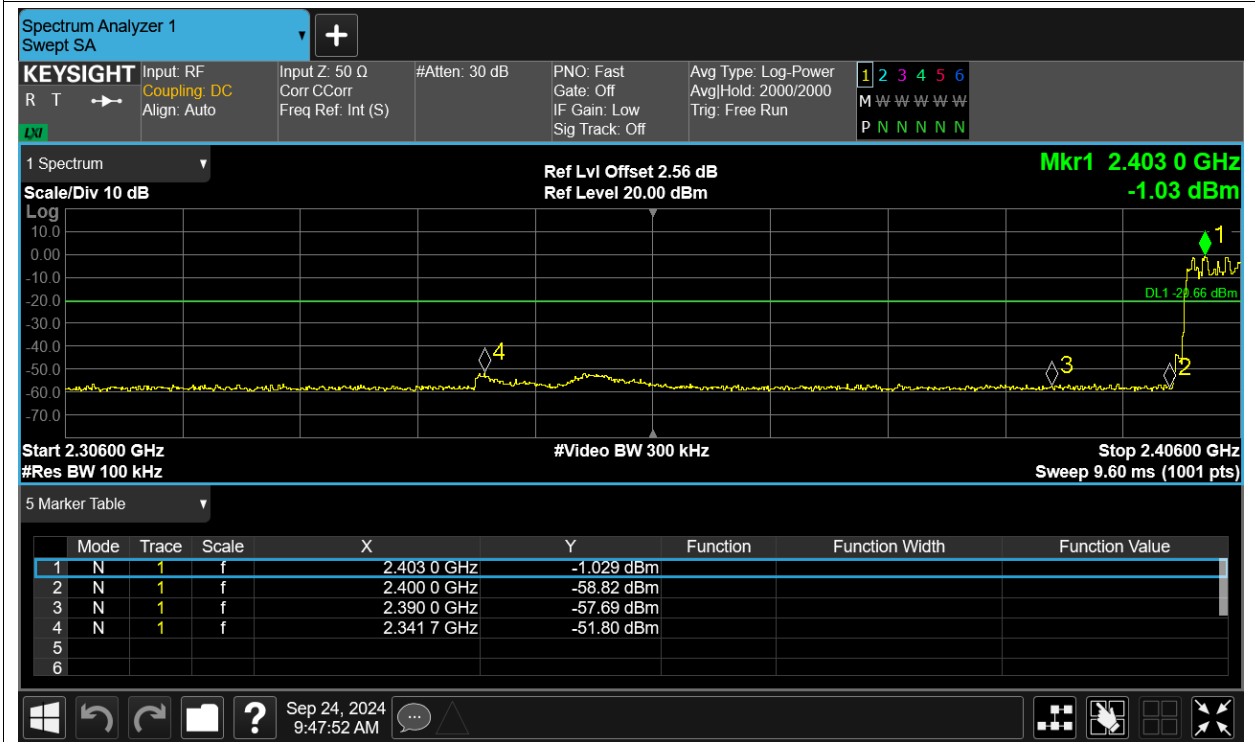 Spectrum Analyzer 1
Swept SA
+
KEYSIGHT Input: RF Input Z: 50 Ω #Atten: 30 dB PNO: Fast Avg Type: Log-Power 1 2 3 4 5 6
R T Coupling: DC Corr CCorr Gate: Off Avg|Hold: 2000/2000 M W W W W W
Align: Auto Freq Ref: Int (S) IF Gain: Low Trig: Free Run
LXI Sig Track: Off P N N N N N
1 Spectrum Ref Lvl Offset 2.56 dB Mkr1 2.403 0 GHz
Scale/Div 10 dB Ref Level 20.00 dBm -1.03 dBm
Log
10.0 1
0.00
-10.0
-20.0 DL1 -20.66 dBm
-30.0
-40.0 4
-50.0 3 2
-60.0
-70.0
Start 2.30600 GHz #Video BW 300 kHz Stop 2.40600 GHz
#Res BW 100 kHz Sweep 9.60 ms (1001 pts)
5 Marker Table
Mode Trace Scale X Y Function Function Width Function Value
1 N 1 f 2.403 0 GHz -1.029 dBm
2 N 1 f 2.400 0 GHz -58.82 dBm
3 N 1 f 2.390 0 GHz -57.69 dBm
4 N 1 f 2.341 7 GHz -51.80 dBm
5
6
? Sep 24, 2024
9:47:52 AM